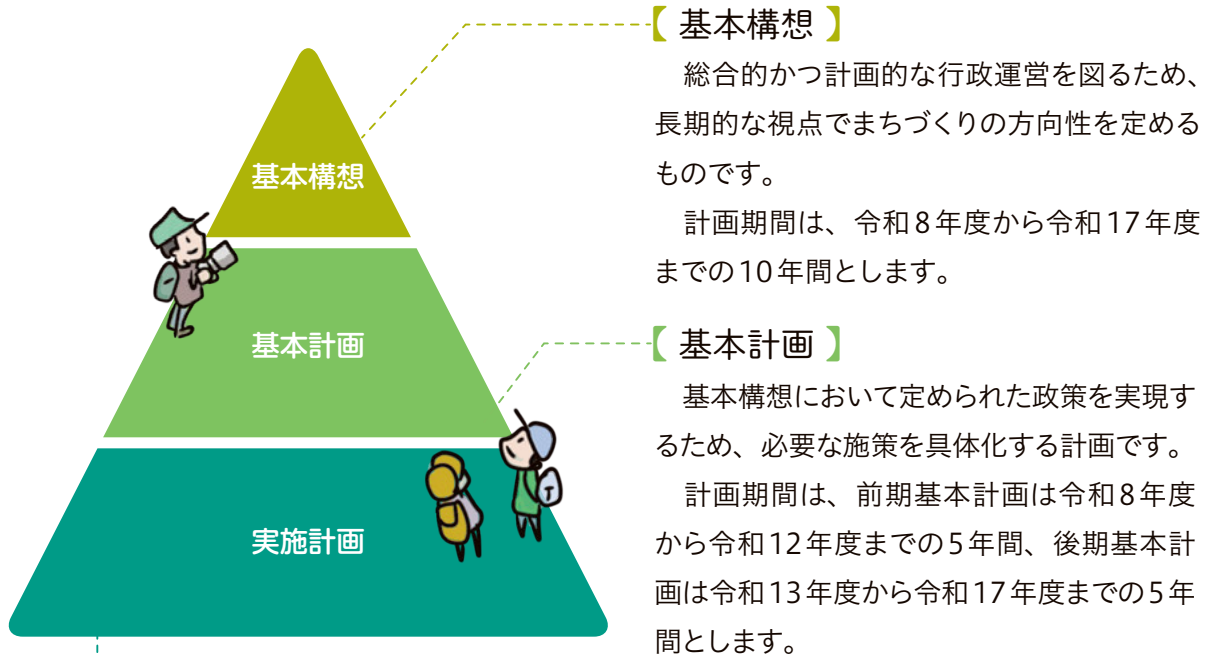 【 基本構想 】
総合的かつ計画的な行政運営を図るため、
長期的な視点でまちづくりの方向性を定める
ものです。
計画期間は、令和8年度から令和17年度
までの10年間とします。
【 基本計画 】
基本構想において定められた政策を実現す
るため、必要な施策を具体化する計画です。
計画期間は、前期基本計画は令和8年度
から令和12年度までの5年間、後期基本計
画は令和13年度から令和17年度までの5年
間とします。
基本構想
基本計画
実施計画
T